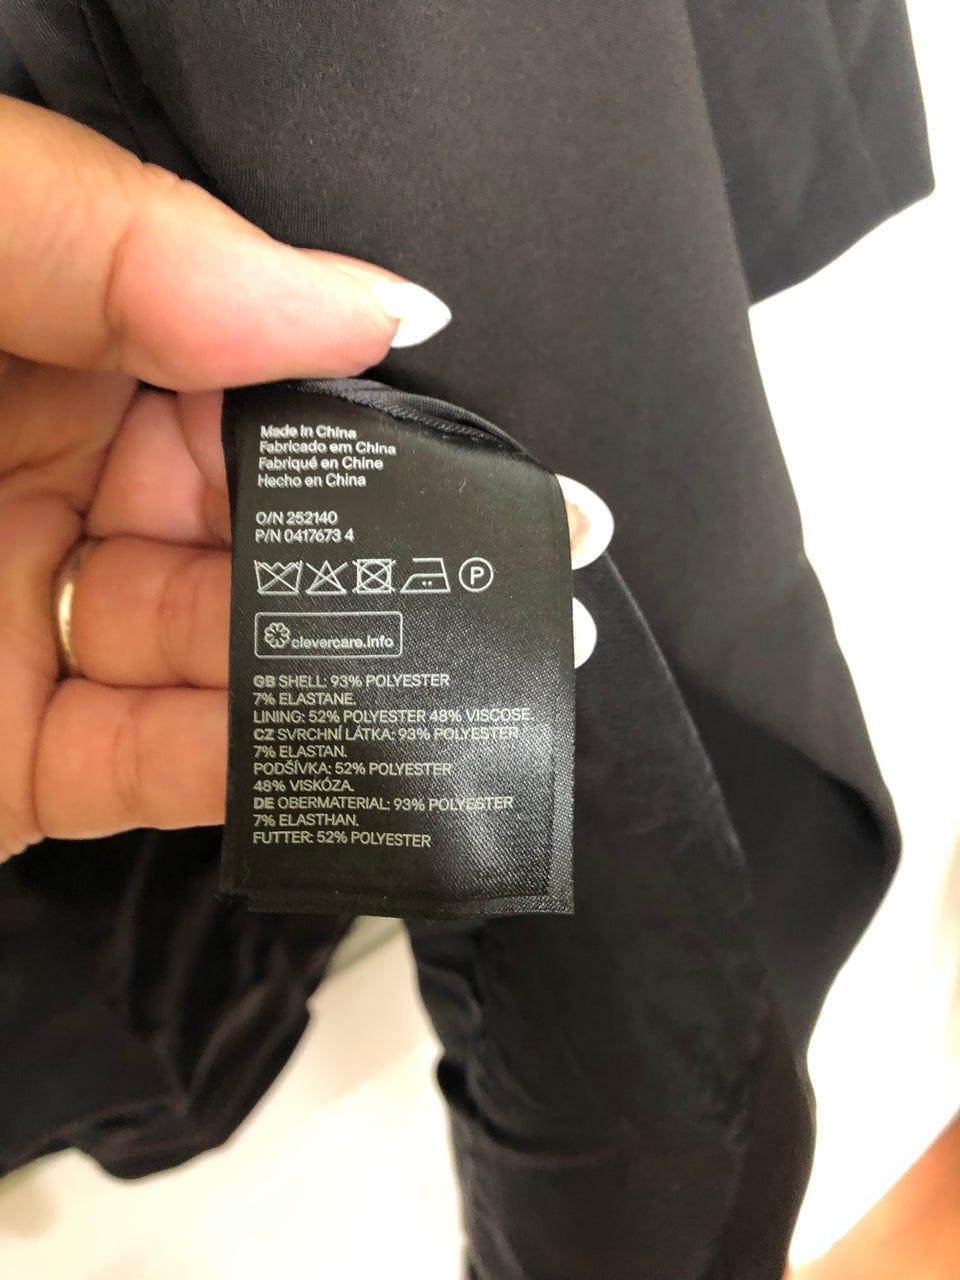 Made in China
Fabricado em China
Fabriqué en Chine
Hecho en China
O/N 252140
P/N 0417673 4
P
clevercare.info
GB SHELL: 93% POLYESTER
7% ELASTANE.
LINING: 52% POLYESTER 48% VISCOSE.
CZ SVRCHNÍ LÁTKA: 93% POLYESTER
7% ELASTAN.
PODŠÍVKA: 52% POLYESTER
48% VISKÓZA.
DE OBERMATERIAL: 93% POLYESTER
7% ELASTHAN.
FUTTER: 52% POLYESTER